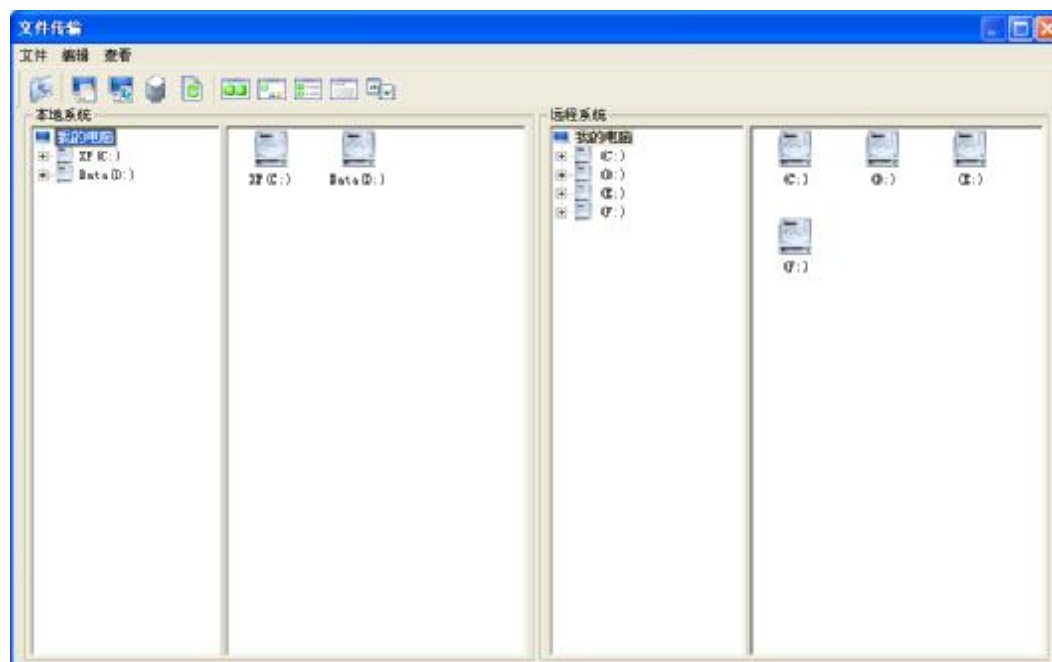 文件传输
文件 编辑 查看
本地系统
我的电脑
XP (C:)
Data (D:)
XP (C:)
Data (D:)
远程系统
我的电脑
(C:)
(D:)
(E:)
(F:)
(C:)
(D:)
(E:)
(F:)